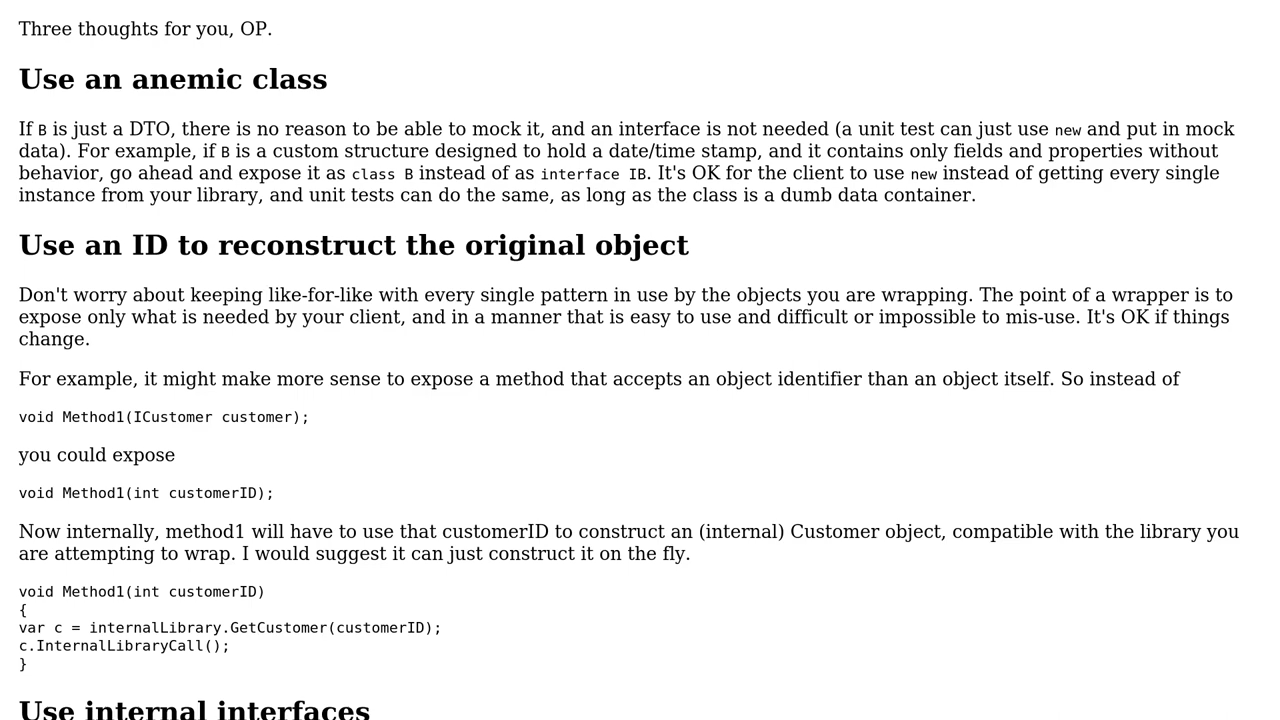 Three thoughts for you, OP.
Use an anemic class
If B is just a DTO, there is no reason to be able to mock it, and an interface is not needed (a unit test can just use new and put in mock
data). For example, if B is a custom structure designed to hold a date/time stamp, and it contains only fields and properties without
behavior, go ahead and expose it as class B instead of as interface IB. It's OK for the client to use new instead of getting every single
instance from your library, and unit tests can do the same, as long as the class is a dumb data container.
Use an ID to reconstruct the original object
Don't worry about keeping like-for-like with every single pattern in use by the objects you are wrapping. The point of a wrapper is to
expose only what is needed by your client, and in a manner that is easy to use and difficult or impossible to mis-use. It's OK if things
change.
For example, it might make more sense to expose a method that accepts an object identifier than an object itself. So instead of
void Method1(ICustomer customer);
you could expose
void Method1(int customerID);
Now internally, method1 will have to use that customerID to construct an (internal) Customer object, compatible with the library you
are attempting to wrap. I would suggest it can just construct it on the fly.
void Method1(int customerID)
{
var c = internalLibrary.GetCustomer(customerID);
c.InternalLibraryCall();
}
Use internal interfaces